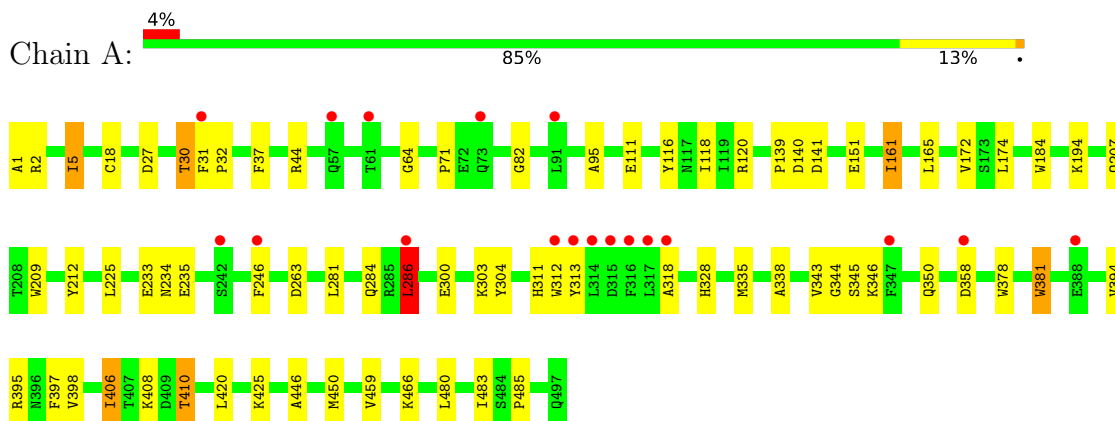 4%
Chain A:
85% 13% •
A1 R2 I5 C18 D27 T30 F31 P32 F37 R44 Q57 T61 G64 P71 E72 Q73 G82 L91 A95 E111 Y116 N117 I118 I119 R120 P139 D140 D141 E151 I161 L165 V172 S173 L174 W184 K194
T208 W209 Y212 L225 E233 N234 E235 S242 F246 D263 L281 Q284 R285 L286 E300 K303 Y304 H311 W312 Y313 L314 D315 F316 L317 A318 H328 M335 A338 V343 G344 S345 K346 F347 Q350 D358 W378 W381 E388
R395 N396 F397 V398 I406 T407 K408 D409 T410 L420 K425 A446 M450 V459 K466 L480 I483 S484 P485 Q497